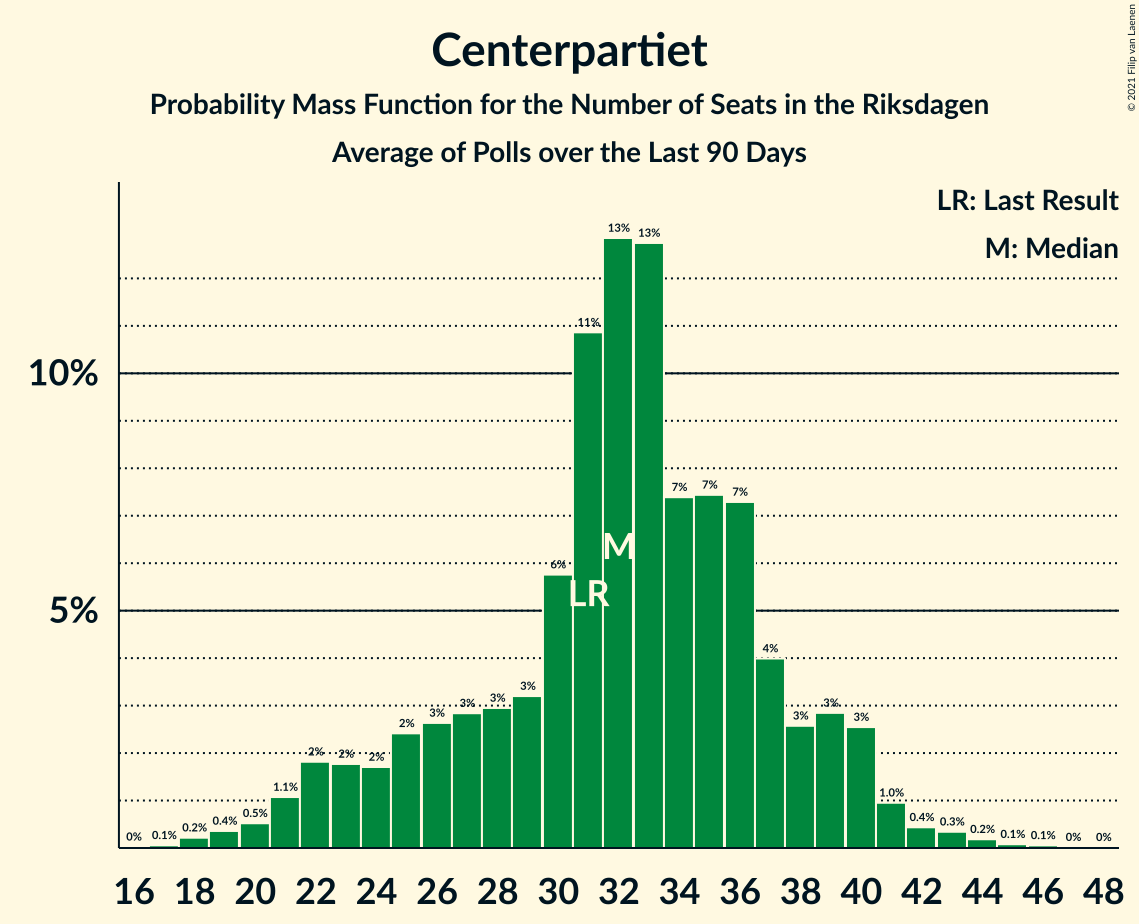 Centerpartiet
Probability Mass Function for the Number of Seats in the Riksdagen
Average of Polls over the Last 90 Days
© 2021 Filip van Laenen
LR: Last Result
M: Median
10%
5%
0% 0.1% 0.2% 0.4% 0.5% 1.1% 2% 2% 2% 2% 3% 3% 3% 3% 6% 11% 13% 13% 7% 7% 7% 4% 3% 3% 3% 1.0% 0.4% 0.3% 0.2% 0.1% 0.1% 0% 0%
M
LR
16 18 20 22 24 26 28 30 32 34 36 38 40 42 44 46 48